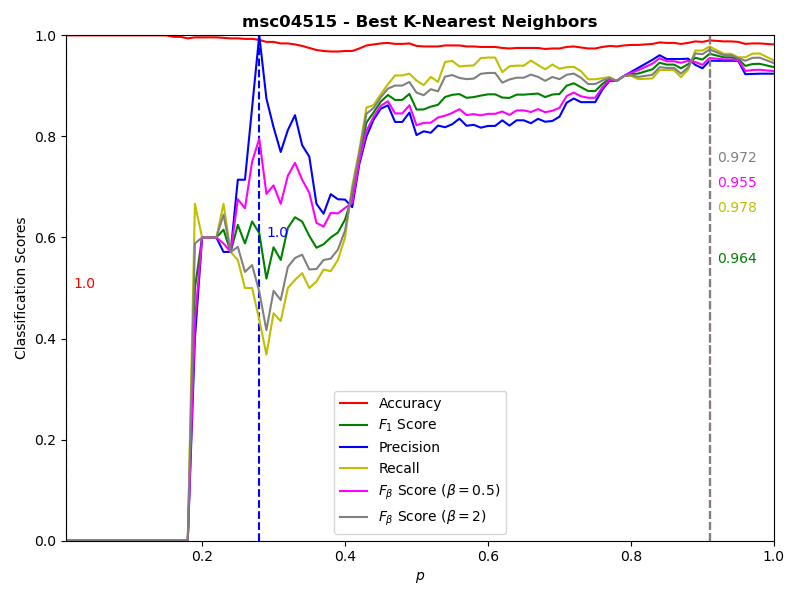 msc04515 - Best K-Nearest Neighbors
Classification Scores
1.0
0.8
0.6
0.4
0.2
0.0
0.2
0.4
0.6
0.8
1.0
p
1.0
1.0
0.972
0.955
0.978
0.964
Accuracy
F₁ Score
Precision
Recall
Fβ Score (β = 0.5)
Fβ Score (β = 2)